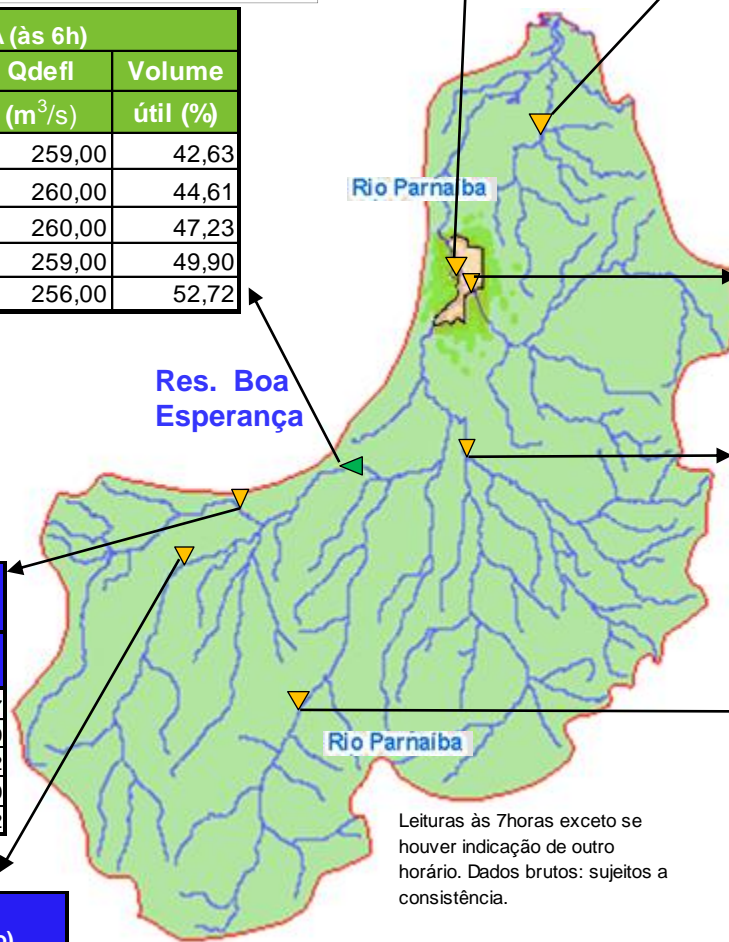 A (às 6h)
Qdefl Volume
(m³/s) útil (%)
259,00 42,63
260,00 44,61
260,00 47,23
259,00 49,90
256,00 52,72
Rio Parnaíba
Res. Boa
Esperança
Rio Parnaíba
Leituras às 7horas exceto se
houver indicação de outro
horário. Dados brutos: sujeitos a
consistência.